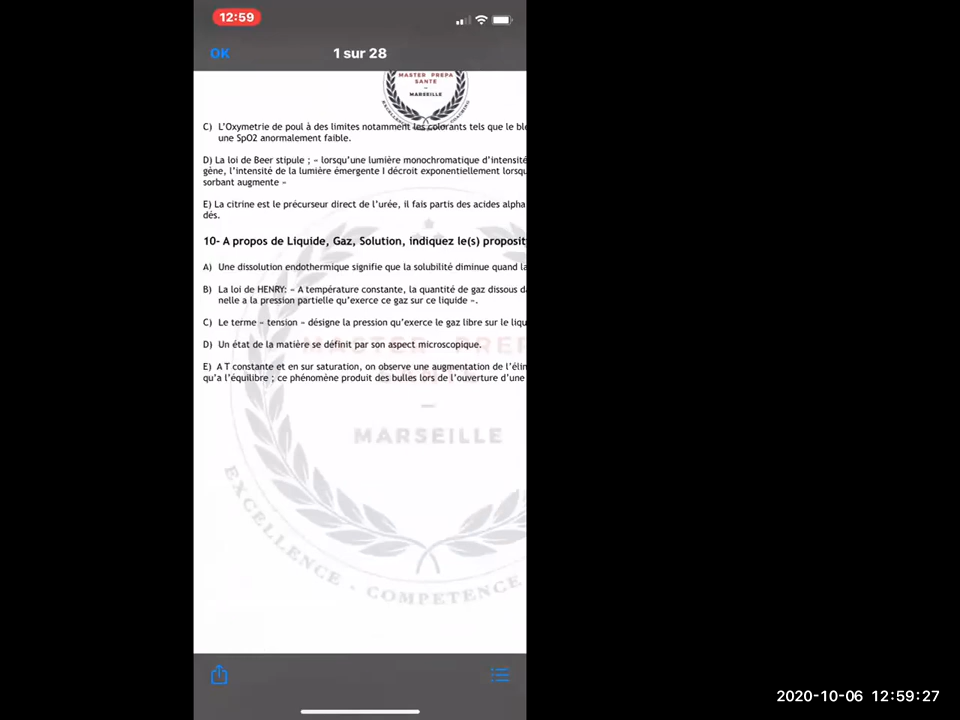 12:59
OK
1 sur 28
MASTER PREPA
SANTE
MARSEILLE
C) L'Oxymetrie de poul à des limites notamment les colorants tels que le
une SpO2 anormalement faible.
D) La loi de Beer stipule ; « lorsqu'une lumière monochromatique d'intensité
gène, l'intensité de la lumière émergente I décroit exponentiellement
sorbant augmente »
E) La citrine est le précurseur direct de l'urée, il fais partis des acides alpha
dés.
10- A propos de Liquide, Gaz, Solution, indiquez le(s)
A) Une dissolution endothermique signifie que la solubilité diminue quand
B) La loi de HENRY: « A température constante, la quantité de gaz dissous
nelle a la pression partielle qu'exerce ce gaz sur ce liquide ».
C) Le terme « tension » désigne la pression qu'exerce le gaz libre sur le
D) Un état de la matière se définit par son aspect microscopique.
E) A T constante et en sur saturation, on observe une augmentation de
qu'a l'équilibre ; ce phénomène produit des bulles lors de l'ouverture d'une
MASTER
MARSEILLE
EXCELLENCE - COMPETENCE
2020-10-06 12:59:27